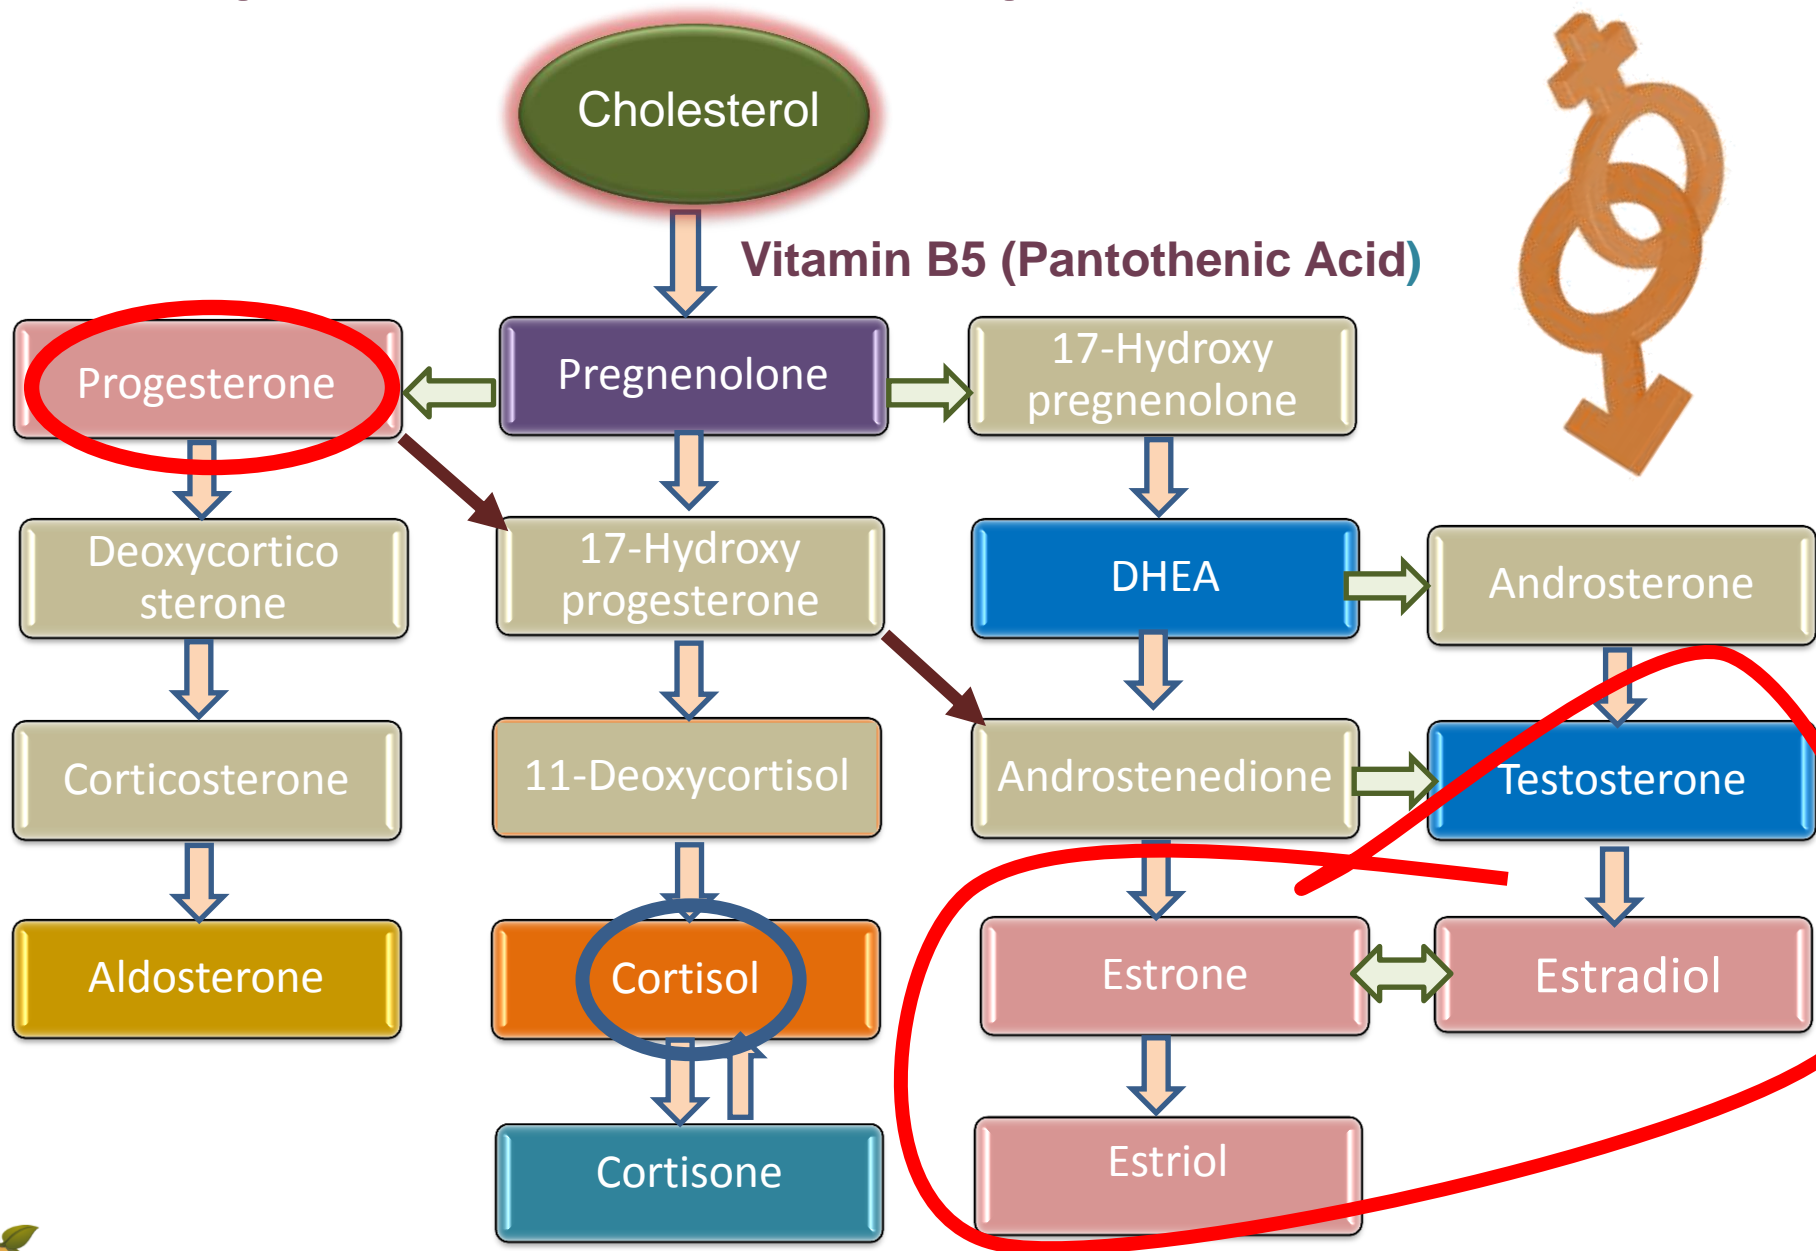 Cholesterol
Vitamin B5 (Pantothenic Acid)
Progesterone
Pregnenolone
17-Hydroxy
pregnenolone
Deoxycortico
sterone
17-Hydroxy
progesterone
DHEA
Androsterone
Corticosterone
11-Deoxycortisol
Androstenedione
Testosterone
Aldosterone
Cortisol
Estrone
Estradiol
Cortisone
Estriol